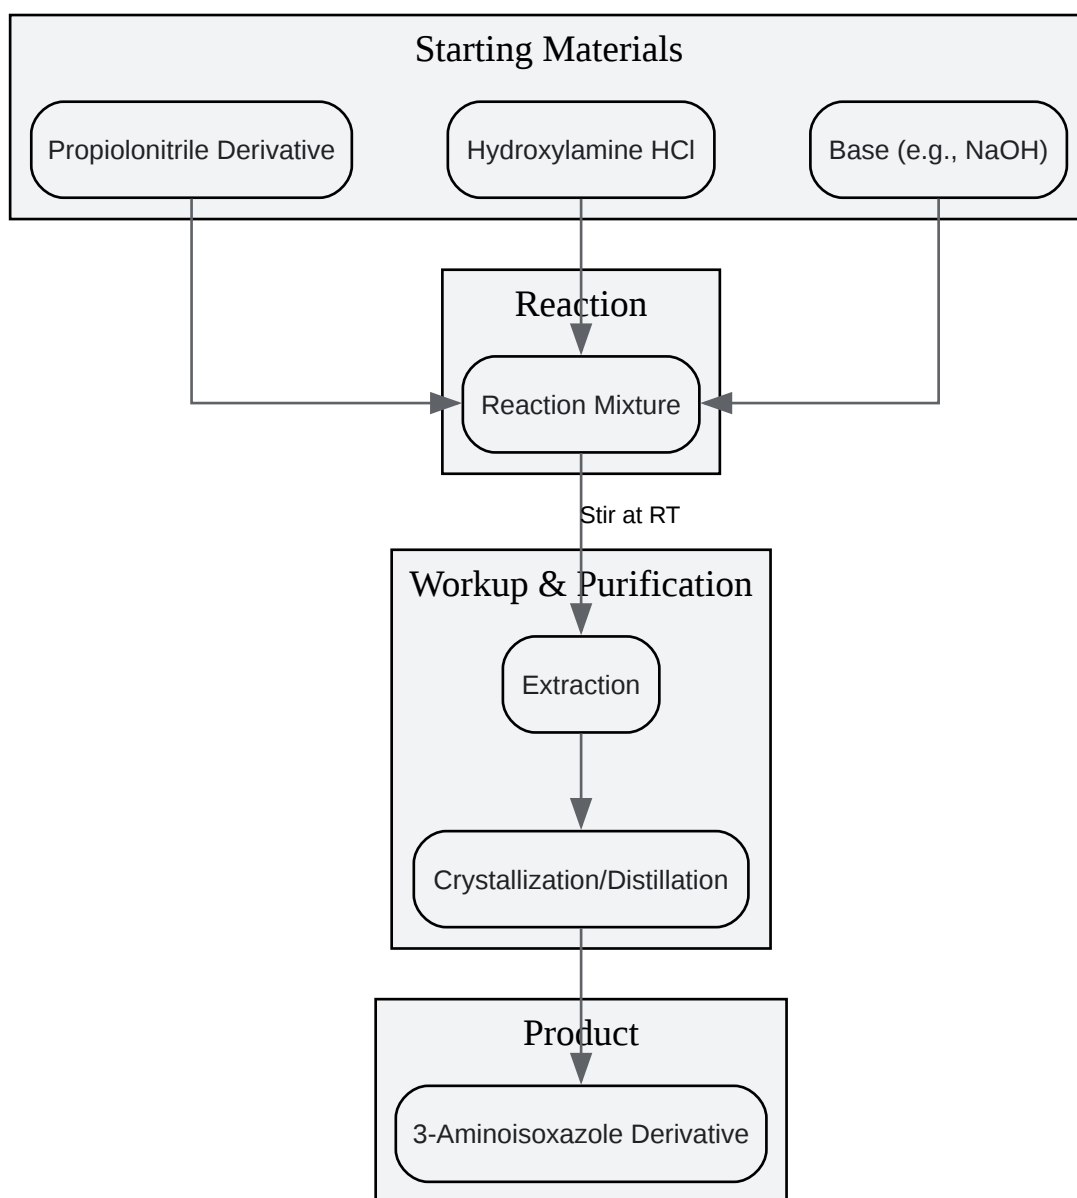 Starting Materials
Propiolonitrile Derivative
Hydroxylamine HCl
Base (e.g., NaOH)
Reaction
Reaction Mixture
Stir at RT
Workup & Purification
Extraction
Crystallization/Distillation
Product
3-Aminoisoxazole Derivative